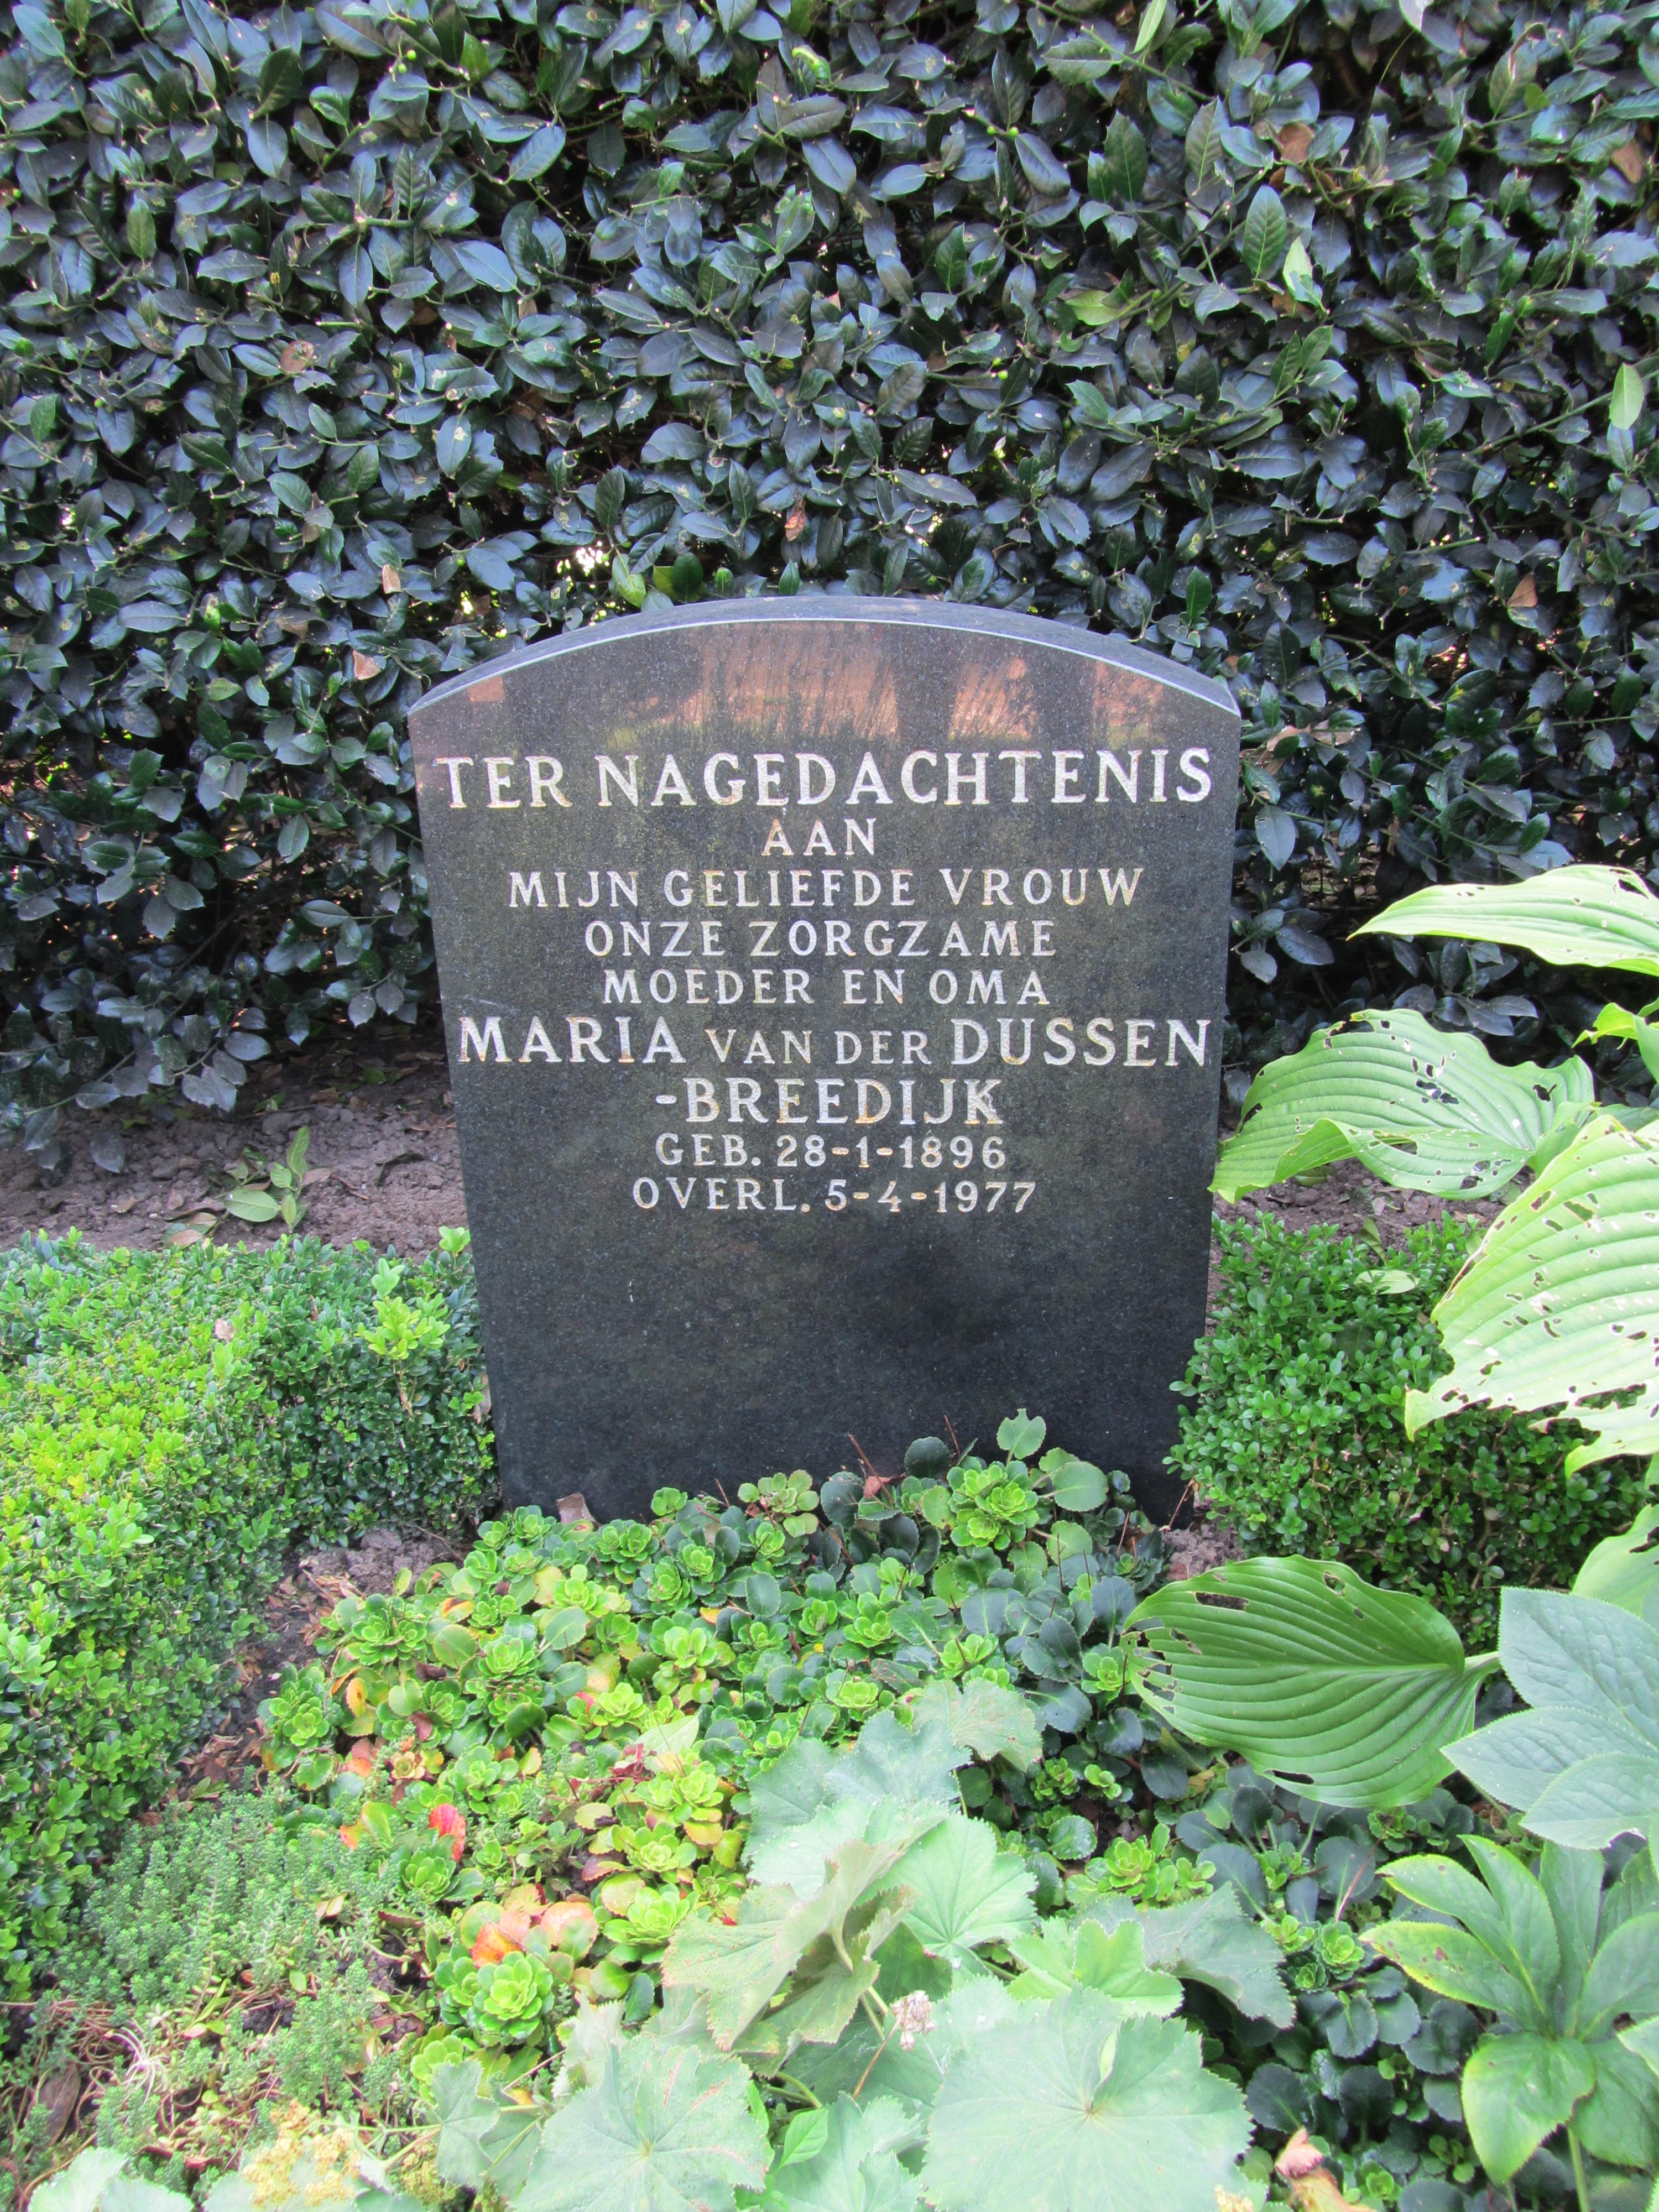 TER NAGEDACHTENIS
AAN
MIJN GELIEFDE VROUW
ONZE ZORGZAME
MOEDER EN OMA
MARIA VAN DER DUSSEN
-BREEDIJK
GEB. 28-1-1896
OVERL. 5-4-1977